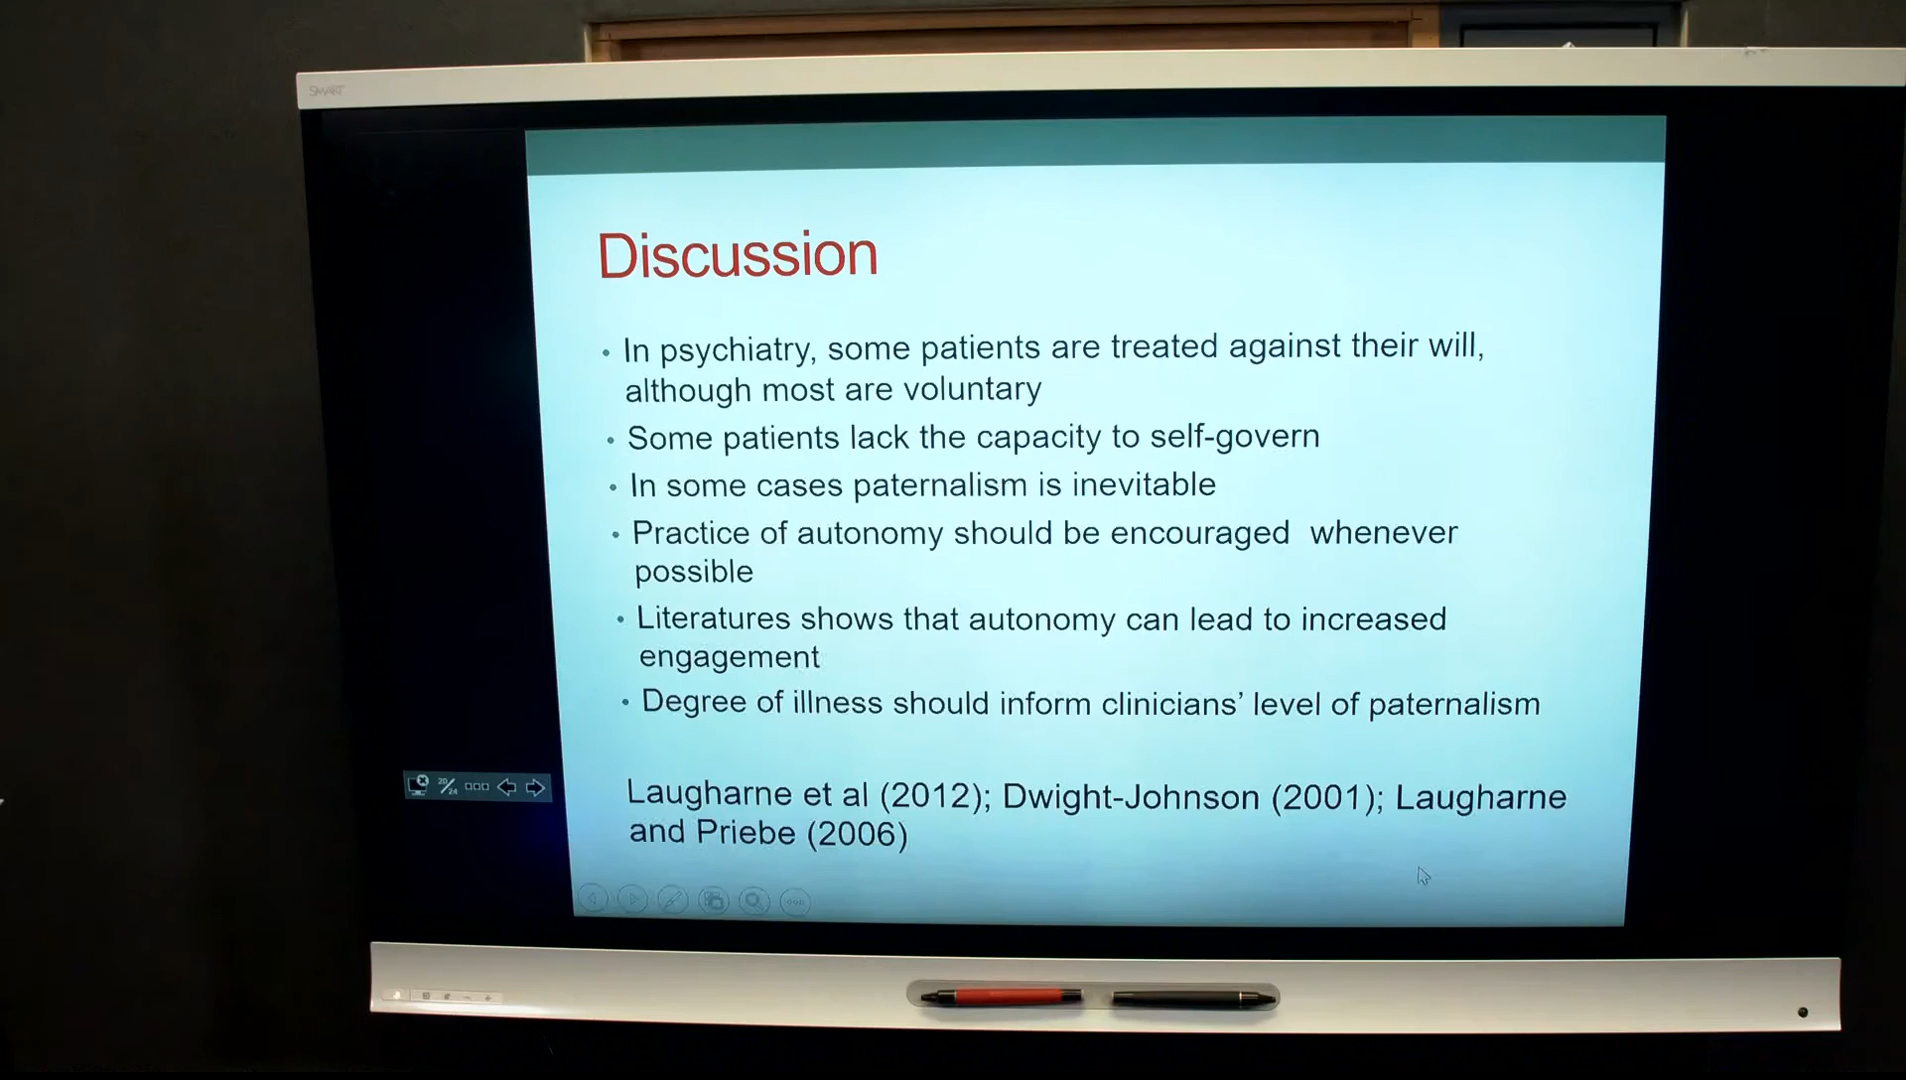 SMART
Discussion
• In psychiatry, some patients are treated against their will,
although most are voluntary
• Some patients lack the capacity to self-govern
• In some cases paternalism is inevitable
• Practice of autonomy should be encouraged  whenever
possible
• Literatures shows that autonomy can lead to increased
engagement
• Degree of illness should inform clinicians’ level of paternalism
20/24
Laugharne et al (2012); Dwight-Johnson (2001); Laugharne
and Priebe (2006)